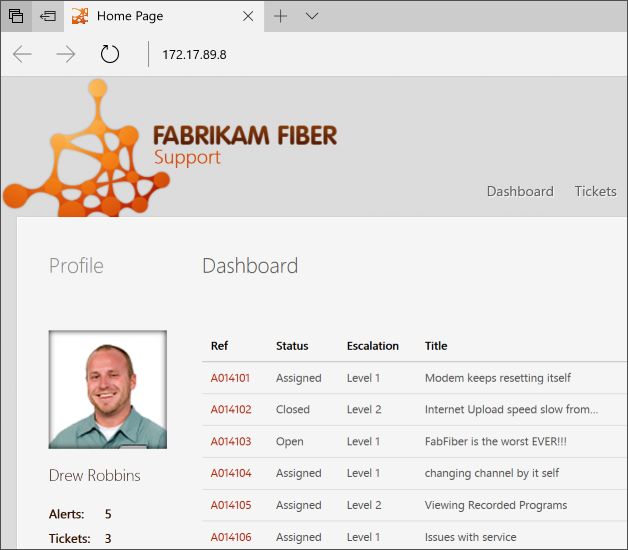 Home Page
172.17.89.8
FABRIKAM FIBER
Support
Dashboard Tickets
Profile Dashboard
Ref Status Escalation Title
A014101 Assigned Level 1 Modem keeps resetting itself
A014102 Closed Level 2 Internet Upload speed slow from...
A014103 Open Level 1 FabFiber is the worst EVER!!!
A014104 Assigned Level 1 changing channel by it self
Drew Robbins
A014105 Assigned Level 2 Viewing Recorded Programs
Alerts: 5
Tickets: 3
A014106 Assigned Level 1 Issues with service